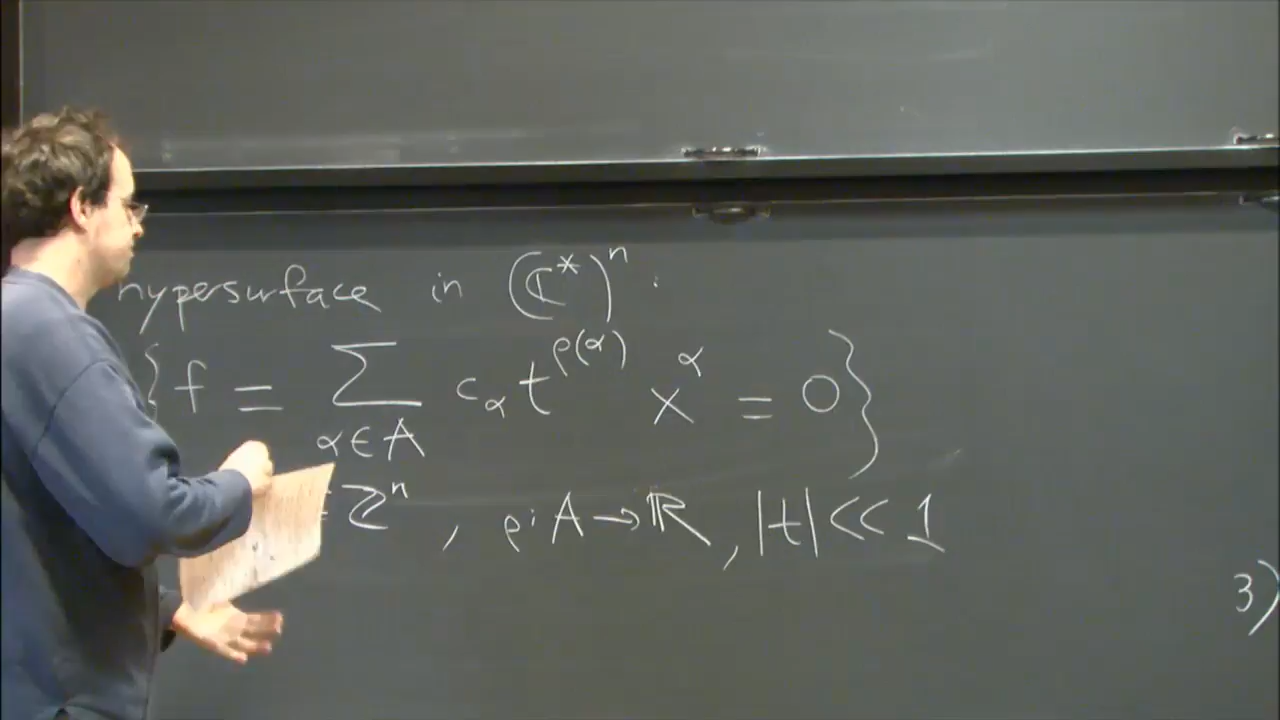 hypersurface in (ℂ*)ⁿ :
{f = ∑ c_α t^{ρ(α)} x^α = 0}
α∈A
ℤⁿ , ρ: A → ℝ , |t| << 1
3)